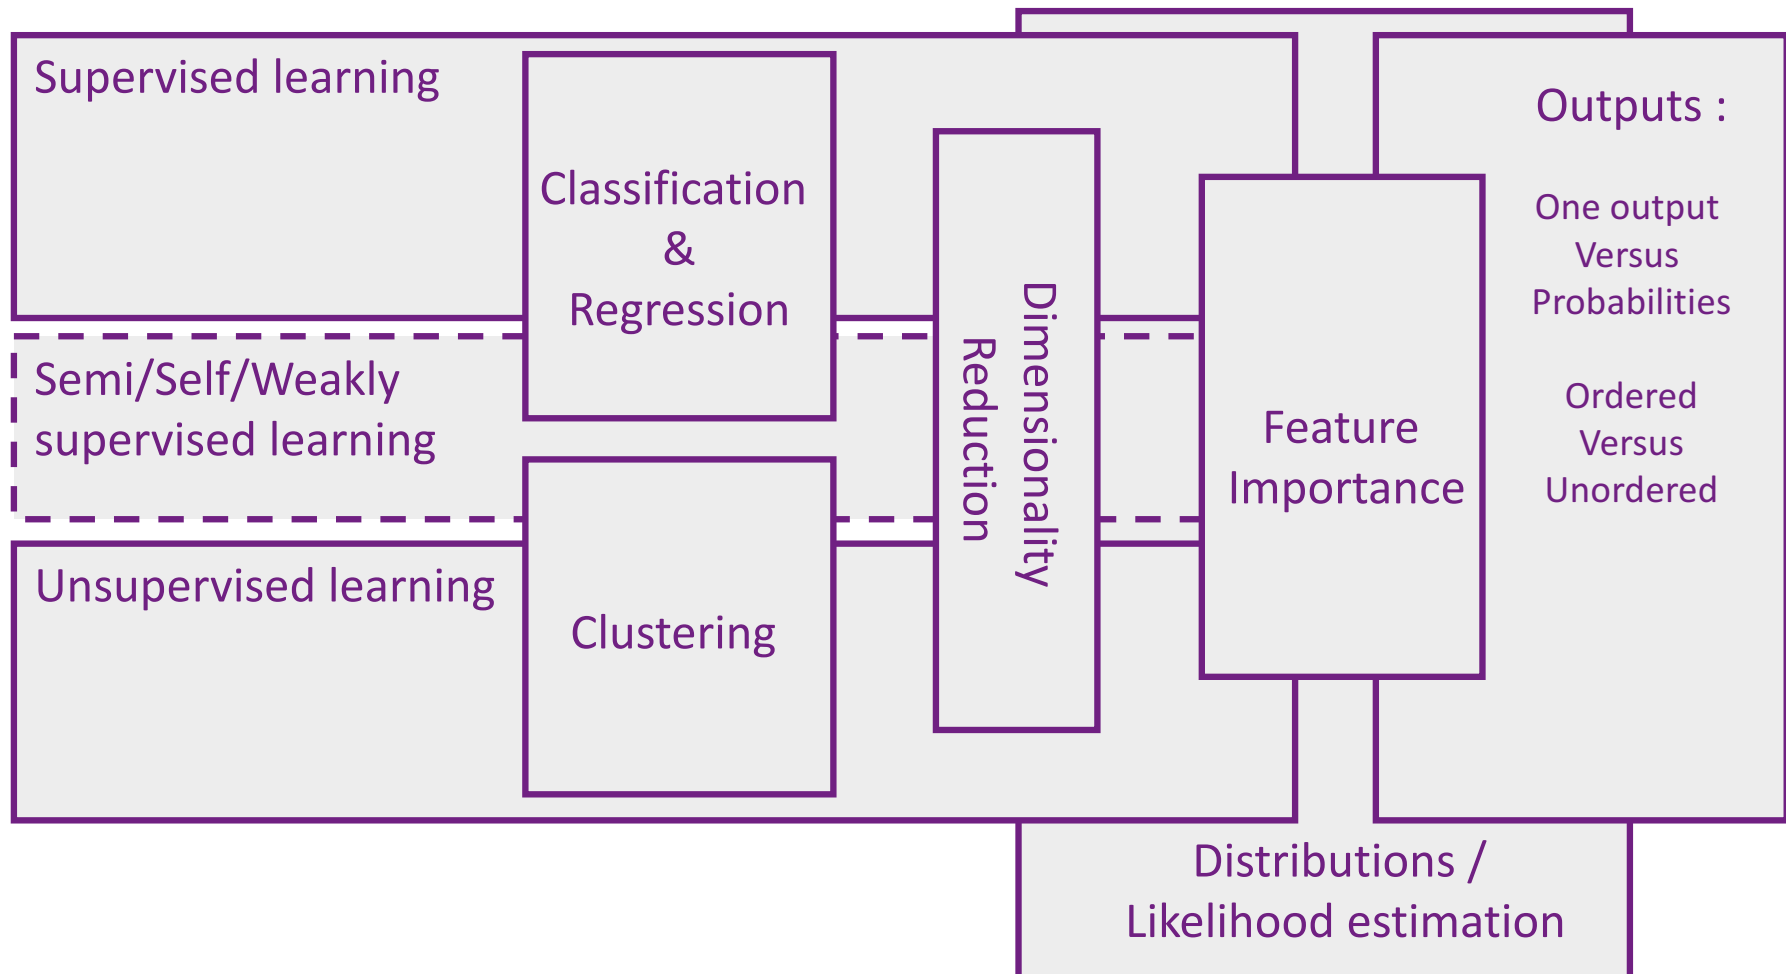 Supervised learning
Classification
&
Regression
Semi/Self/Weakly
supervised learning
Unsupervised learning
Clustering
Dimensionality
Reduction
Feature
Importance
Outputs :
One output
Versus
Probabilities
Ordered
Versus
Unordered
Distributions /
Likelihood estimation